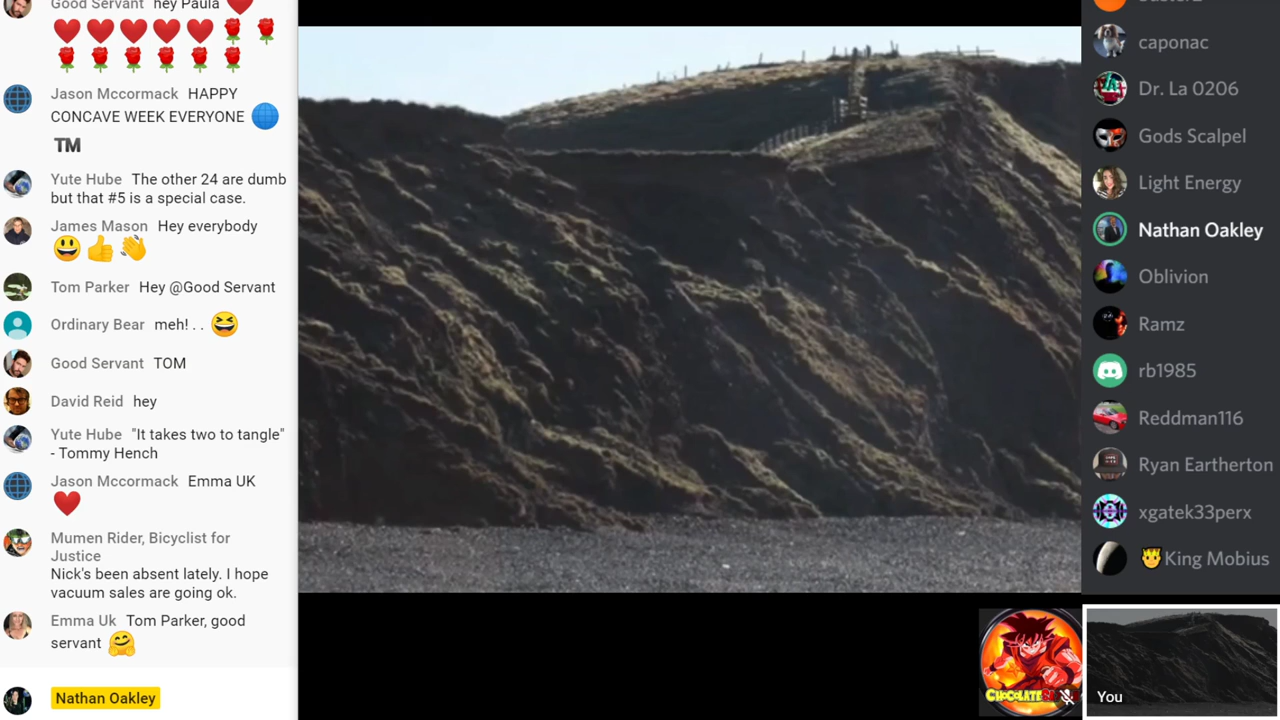 Good Servant hey Paula
Jason Mccormack HAPPY
CONCAVE WEEK EVERYONE
TM
Yute Hube The other 24 are dumb
but that #5 is a special case.
James Mason Hey everybody
Tom Parker Hey @Good Servant
Ordinary Bear meh! . .
Good Servant TOM
David Reid hey
Yute Hube "It takes two to tangle"
- Tommy Hench
Jason Mccormack Emma UK
Mumen Rider, Bicyclist for
Justice
Nick's been absent lately. I hope
vacuum sales are going ok.
Emma Uk Tom Parker, good
servant
Nathan Oakley
caponac
Dr. La 0206
Gods Scalpel
Light Energy
Nathan Oakley
Oblivion
Ramz
rb1985
Reddman116
Ryan Eartherton
xgatek33perx
King Mobius
You